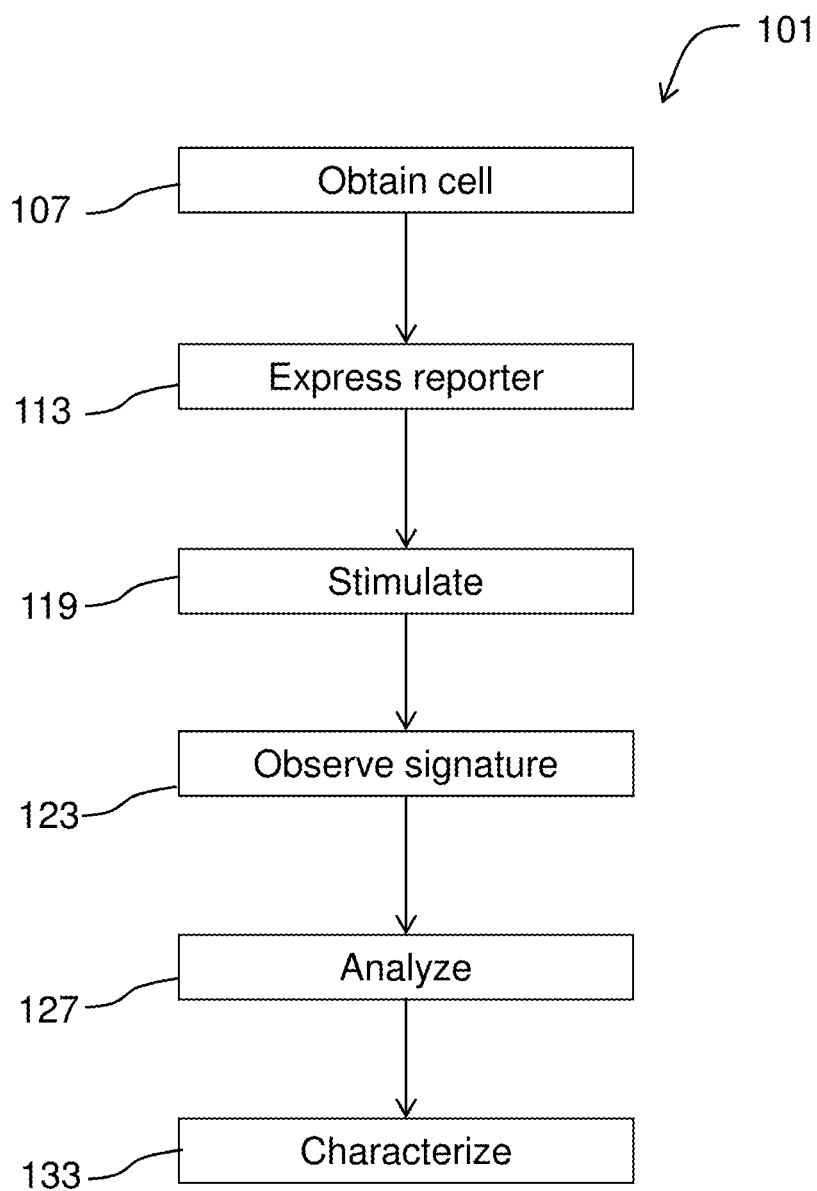 101
Obtain cell
107
Express reporter
113
Stimulate
119
Observe signature
123
Analyze
127
Characterize
133